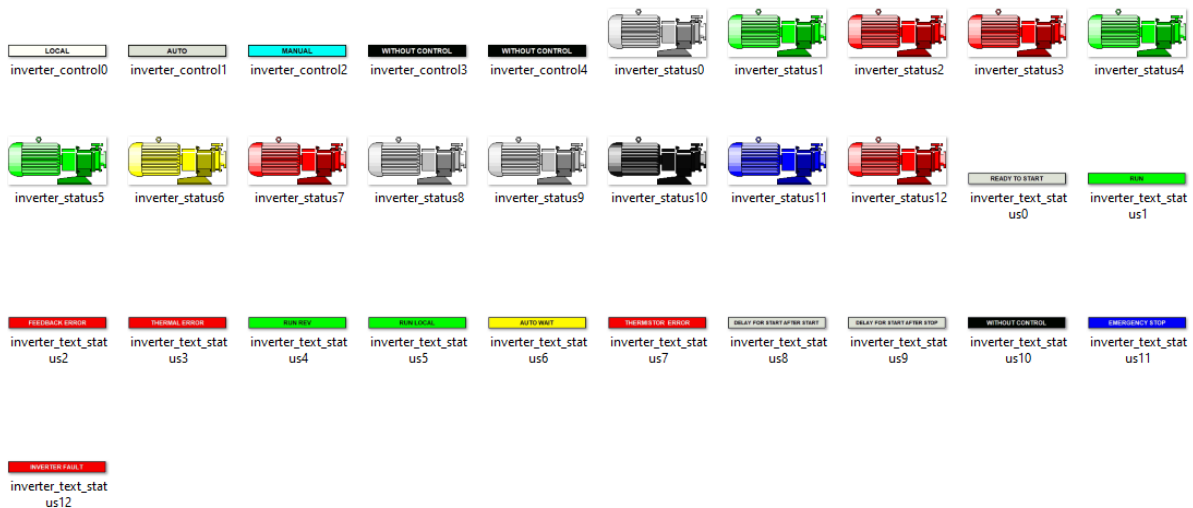 LOCAL
AUTO
MANUAL
WITHOUT CONTROL
WITHOUT CONTROL
inverter_control0
inverter_control1
inverter_control2
inverter_control3
inverter_control4
inverter_status0
inverter_status1
inverter_status2
inverter_status3
inverter_status4
READY TO START
RUN
inverter_status5
inverter_status6
inverter_status7
inverter_status8
inverter_status9
inverter_status10
inverter_status11
inverter_status12
inverter_text_stat
us0
inverter_text_stat
us1
FEEDBACK ERROR
THERMAL ERROR
RUN REV
RUN LOCAL
AUTO WAIT
THERMISTOR ERROR
DELAY FOR START AFTER START
DELAY FOR START AFTER STOP
WITHOUT CONTROL
EMERGENCY STOP
inverter_text_stat
us2
inverter_text_stat
us3
inverter_text_stat
us4
inverter_text_stat
us5
inverter_text_stat
us6
inverter_text_stat
us7
inverter_text_stat
us8
inverter_text_stat
us9
inverter_text_stat
us10
inverter_text_stat
us11
INVERTER FAULT
inverter_text_stat
us12